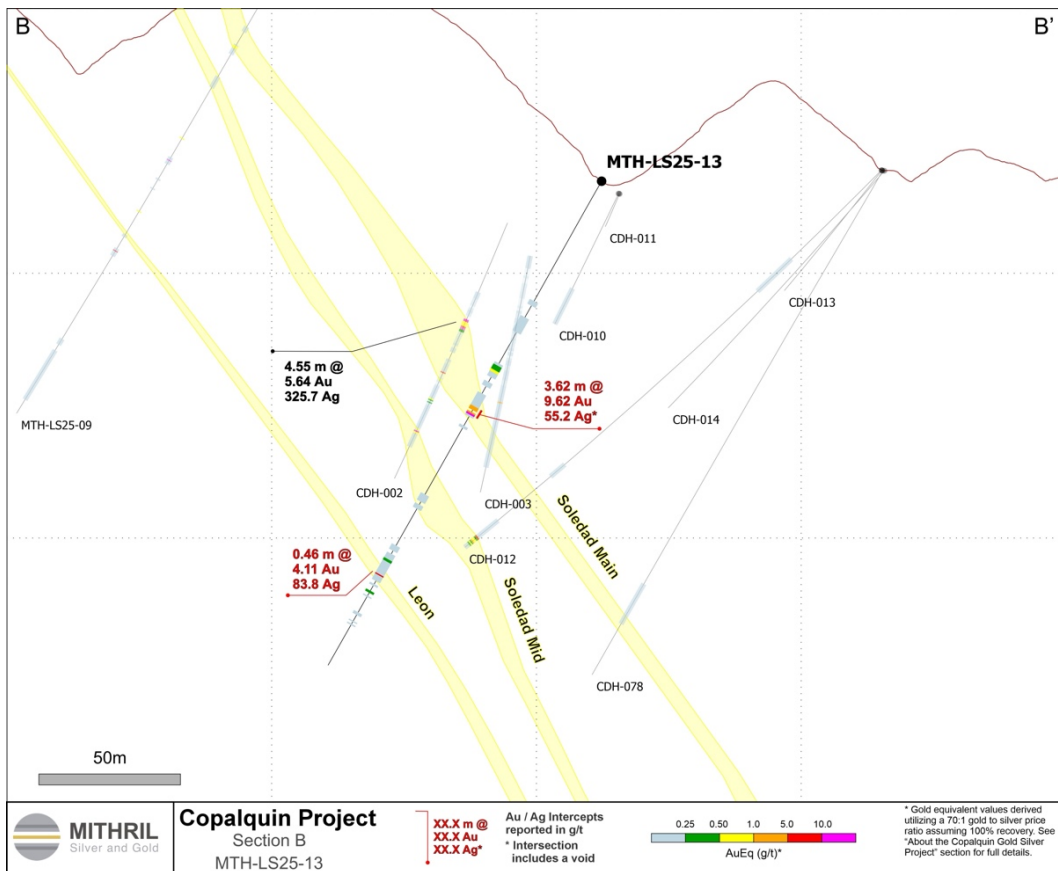 B
B'
MTH-LS25-13
CDH-011
CDH-013
CDH-010
4.55 m @
5.64 Au
325.7 Ag
3.62 m @
9.62 Au
55.2 Ag*
MTH-LS25-09
CDH-014
CDH-002
CDH-003
Soledad Main
CDH-012
0.46 m @
4.11 Au
83.8 Ag
Leon
Soledad Mid
CDH-078
50m
MITHRIL
Silver and Gold
Copalquin Project
Section B
MTH-LS25-13
XX.X m @
XX.X Au
XX.X Ag*
Au / Ag Intercepts
reported in g/t
* Intersection
includes a void
0.25 0.50 1.0 5.0 10.0
AuEq (g/t)*
* Gold equivalent values derived
utilizing a 70:1 gold to silver price
ratio assuming 100% recovery. See
"About the Copalquin Gold Silver
Project" section for full details.